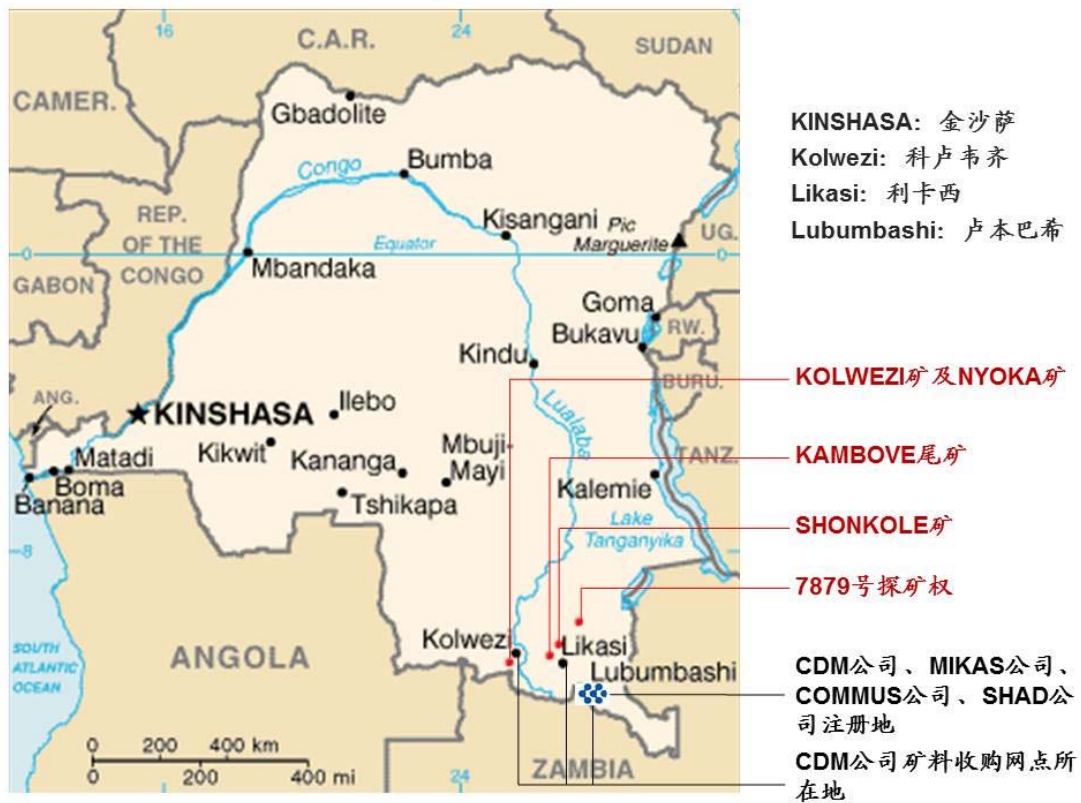 16
24
C.A.R.
SUDAN
CAMER.
Gbadolite
Congo
Bumba
REP.
OF THE
CONGO
Kisangani
Pic
Marguerite
UG.
Equator
0
0
Mbandaka
GABON
Goma
RW.
Bukavu
Kindu
BURU.
ANG.
KINSHASA
Ilebo
Lualaba
Kikwit
Mbuji-
Mayi
Kananga
TANZ.
Matadi
Boma
Banana
Tshikapa
Kalemie
Lake
Tanganyika
8
8
Kolwezi
Likasi
Lubumbashi
SOUTH
ATLANTIC
OCEAN
ANGOLA
0 200 400 km
0 200 400 mi
24
ZAMBIA
KINSHASA: 金沙萨
Kolwezi: 科卢韦齐
Likasi: 利卡西
Lubumbashi: 卢本巴希
KOLWEZI矿及NYOKA矿
KAMBOVE尾矿
SHONKOLE矿
7879号探矿权
CDM公司、MIKAS公司、
COMMUS公司、SHAD公
司注册地
CDM公司矿料收购网点所
在地